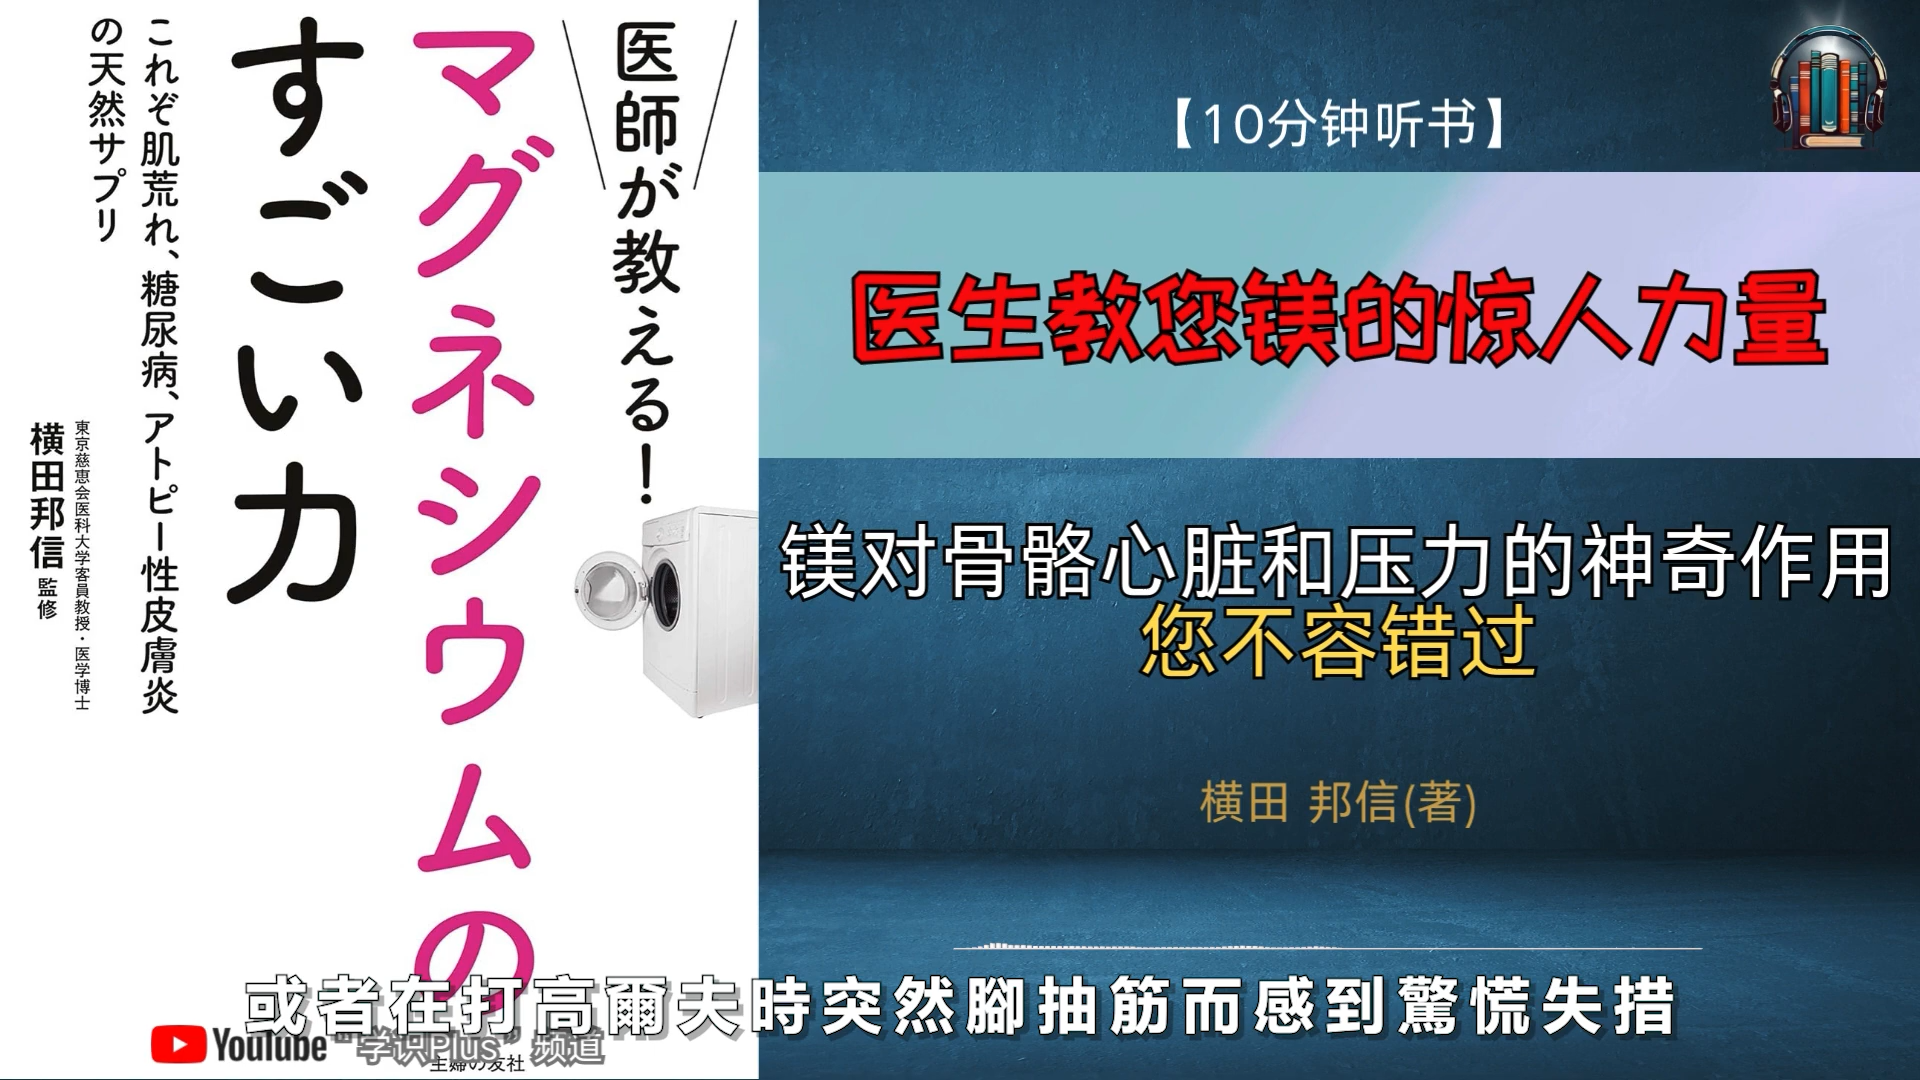 医師が教える!
マグネシウムの
すごい力
これぞ肌荒れ、糖尿病、アトピー性皮膚炎
の天然サプリ
東京慈恵会医科大学客員教授・医学博士
横田邦信 監修
【10分钟听书】
医生教您镁的惊人力量
镁对骨骼心脏和压力的神奇作用
您不容错过
横田 邦信(著)
或者在打高爾夫時突然腳抽筋而感到驚慌失措
YouTube "学识Plus" 频道
主婦の友社